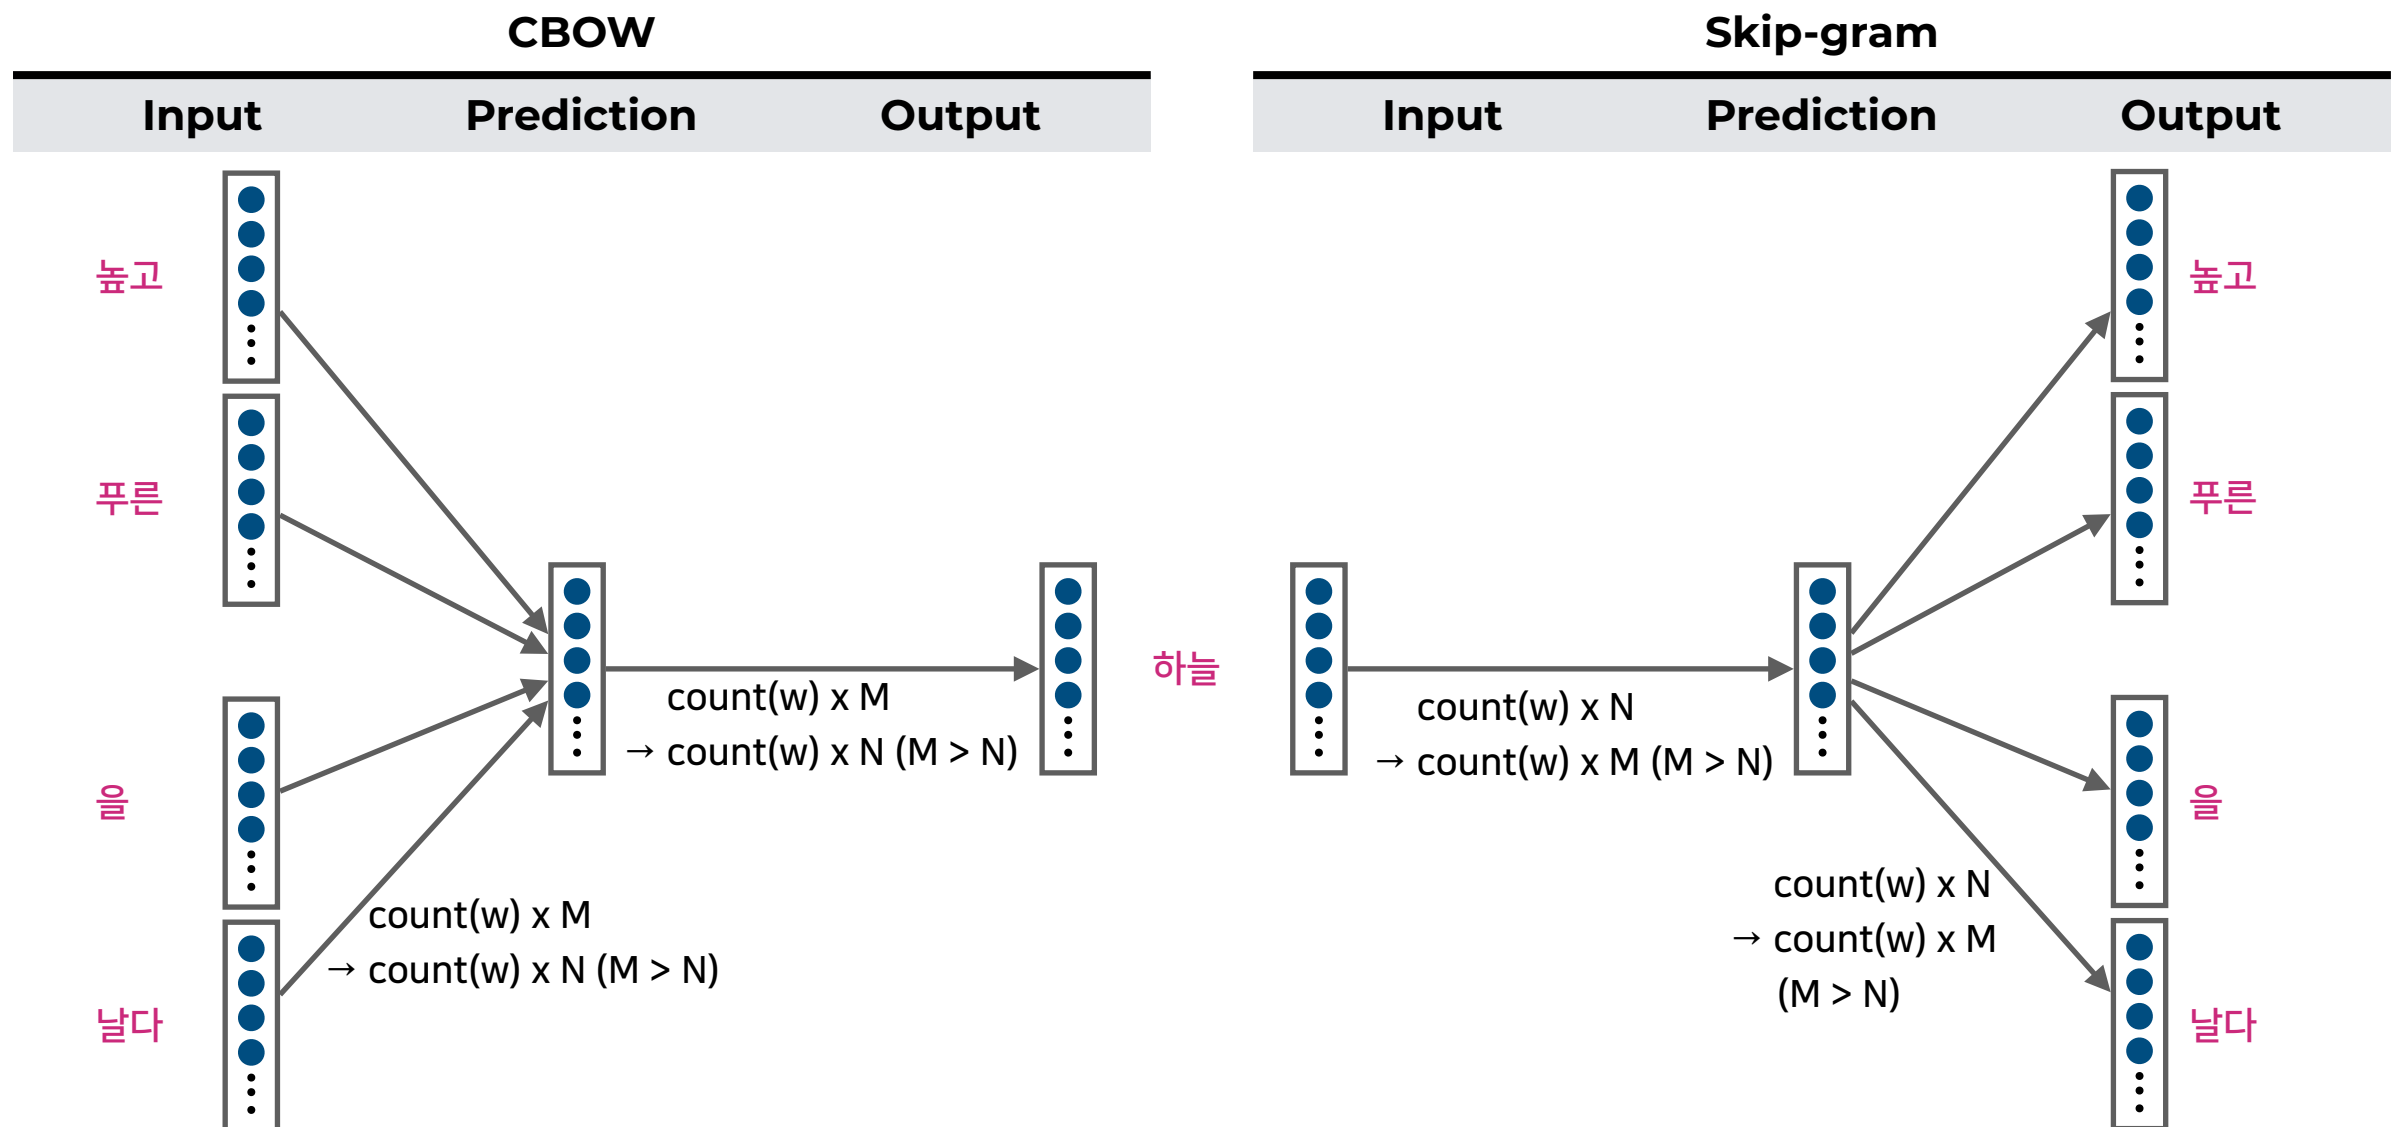 CBOW
Input Prediction Output
높고
푸른
을
날다
count(w) x M
→ count(w) x N (M > N)
count(w) x M
→ count(w) x N (M > N)
하늘
Skip-gram
Input Prediction Output
count(w) x N
→ count(w) x M (M > N)
count(w) x N
→ count(w) x M
(M > N)
높고
푸른
을
날다